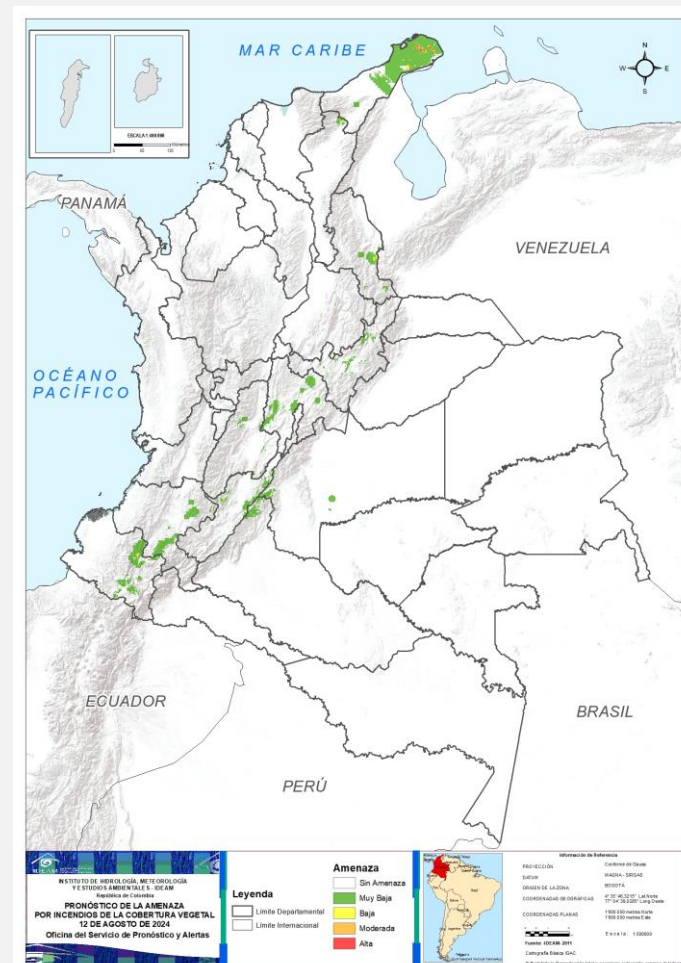 MAR CARIBE
N
W
E
S
PANAMÁ
VENEZUELA
OCÉANO
PACÍFICO
ECUADOR
BRASIL
PERÚ
INSTITUTO DE HIDROLOGÍA, METEOROLOGÍA
Y ESTUDIOS AMBIENTALES - IDEAM
República de Colombia
PRONÓSTICO DE LA AMENAZA
POR INCENDIOS DE LA COBERTURA VEGETAL
12 DE AGOSTO DE 2024
Oficina del Servicio de Pronóstico y Alertas
Leyenda
Límite Departamental
Límite Internacional
Amenaza
Sin Amenaza
Muy Baja
Baja
Moderada
Alta
Información de Referencia
PROYECCIÓN
DATUM
MAGNA - SIRGAS
ORIGEN DE LA ZONA
BOGOTÁ
COORDENADAS GEOGRÁFICAS
COORDENADAS PLANAS
Escala:
Fuente: IDEAM- 2011
Cartografía Básica IGAC